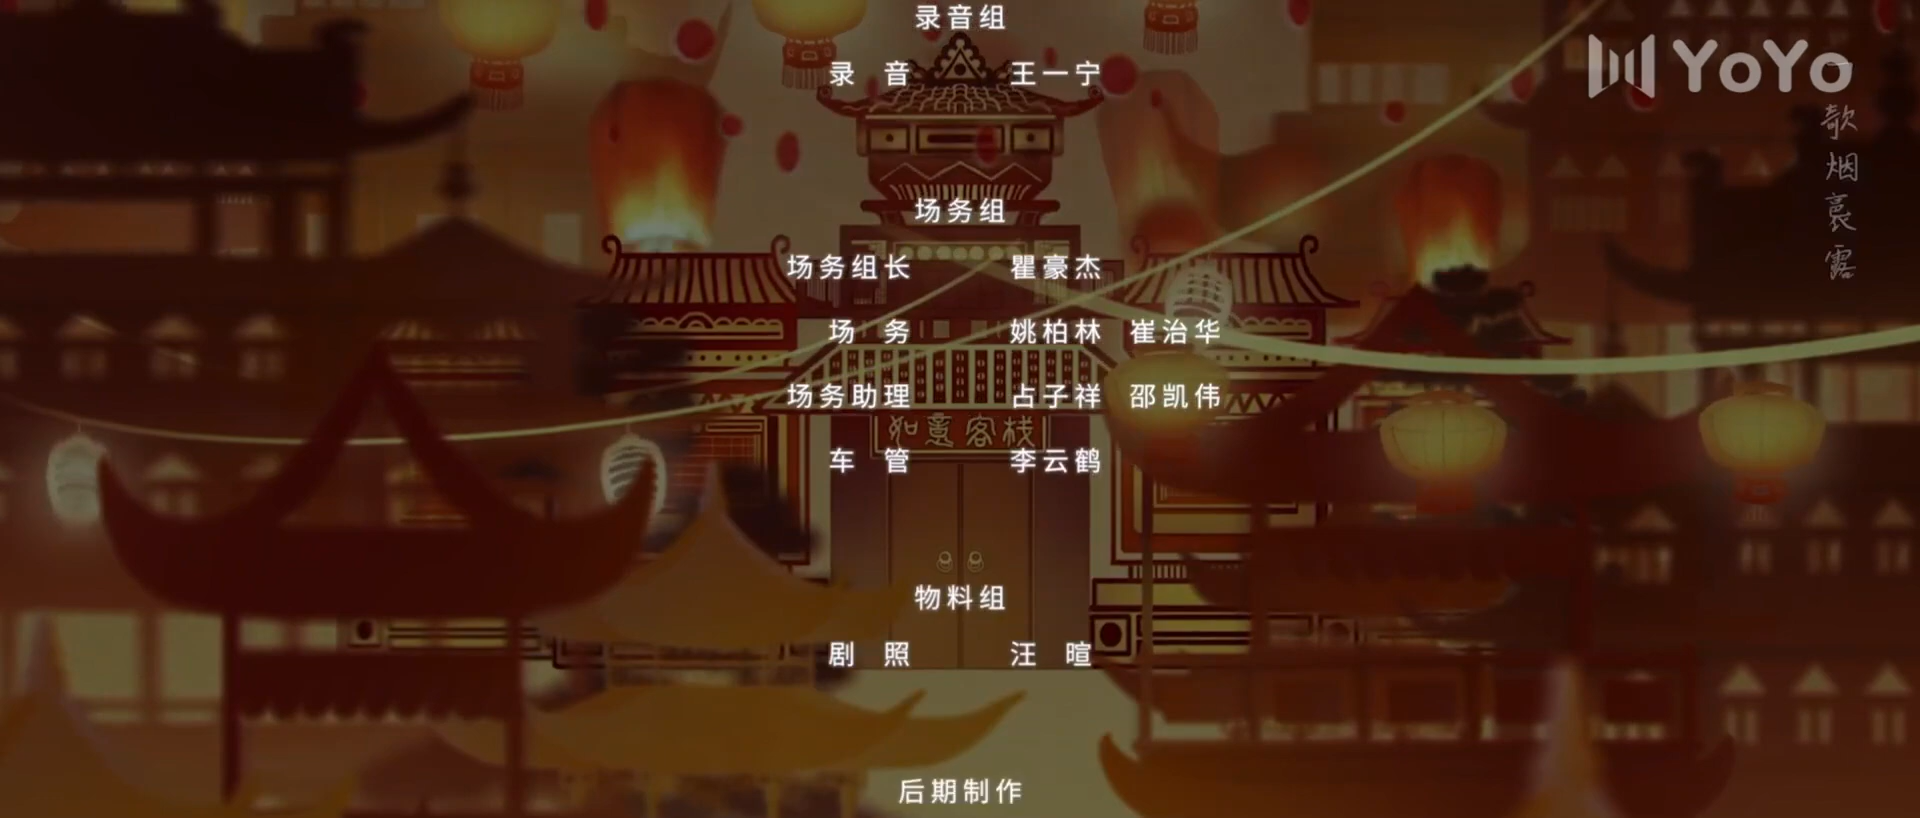 录音组
录 音 王一宁
YoYo
歌烟裛露
场务组
场务组长 瞿豪杰
场 务 姚柏林 崔治华
场务助理 占子祥 邵凯伟
如意客栈
车 管 李云鹤
物料组
剧 照 汪 暄
后期制作